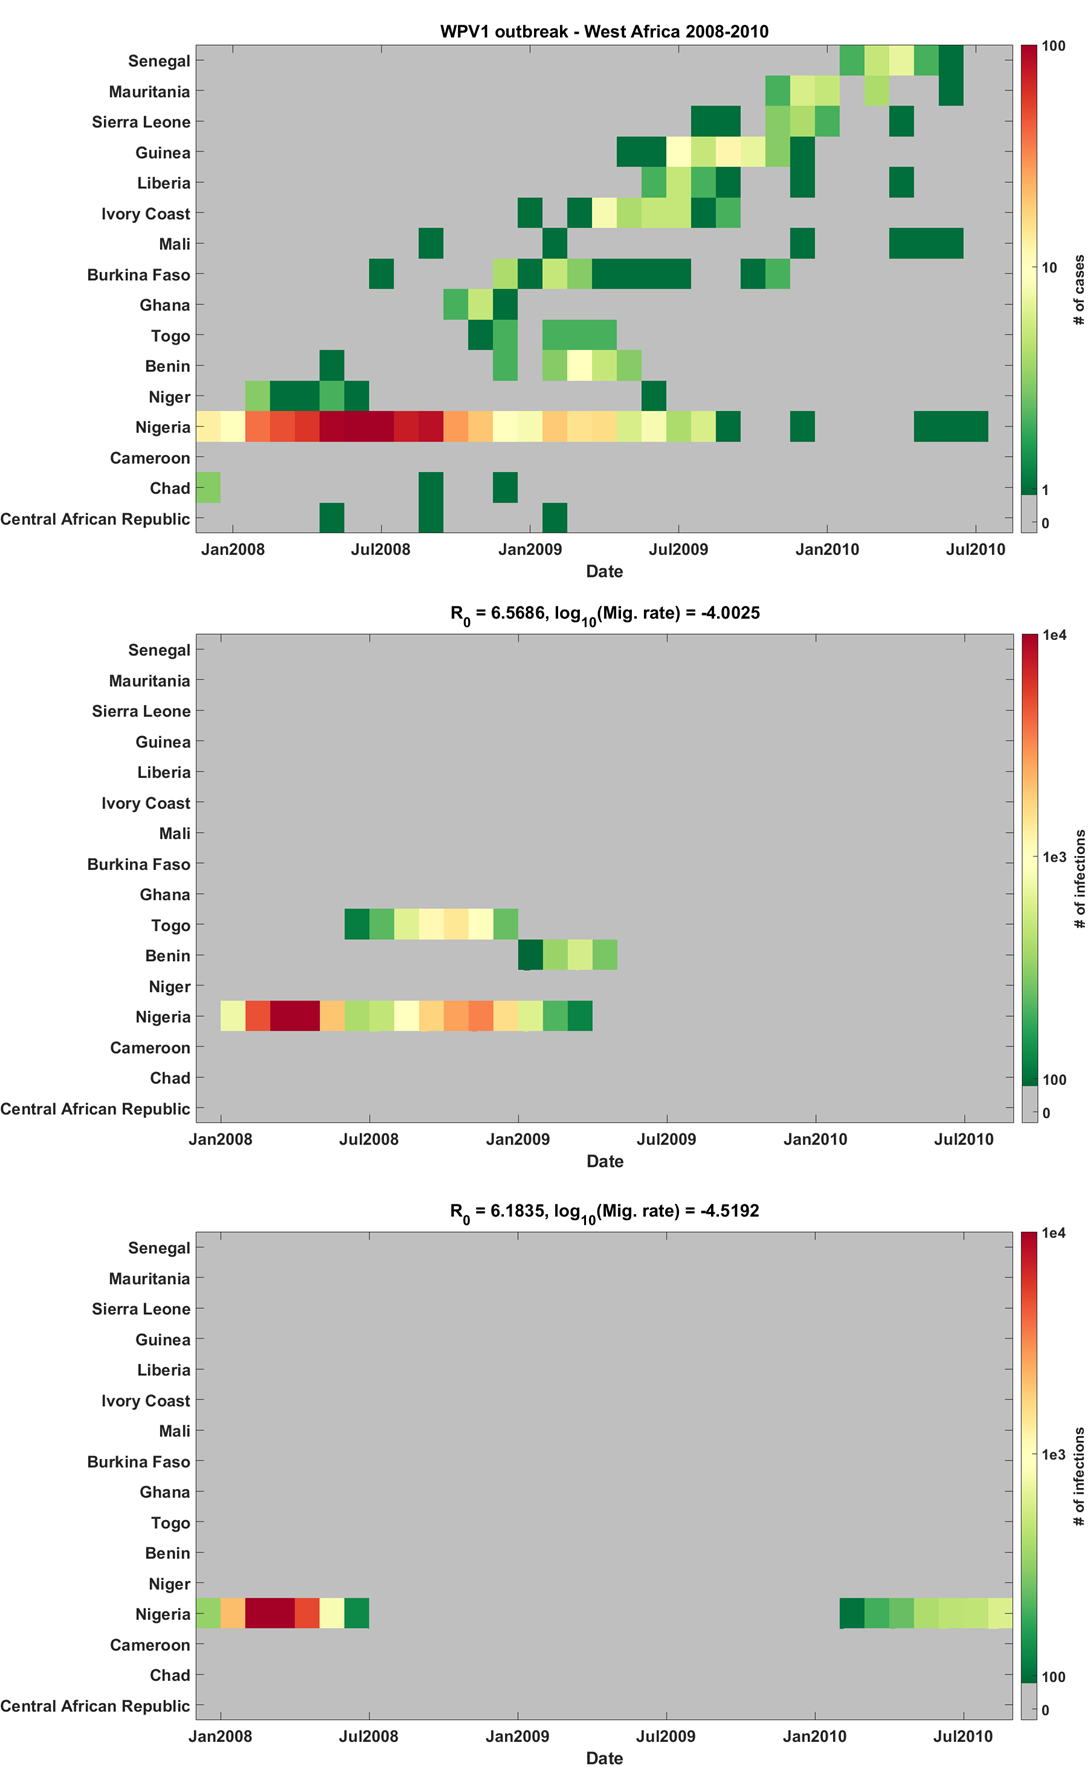 WPV1 outbreak - West Africa 2008-2010
Senegal
Mauritania
Sierra Leone
Guinea
Liberia
Ivory Coast
Mali
Burkina Faso
Ghana
Togo
Benin
Niger
Nigeria
Cameroon
Chad
Central African Republic
Jan2008 Jul2008 Jan2009 Jul2009 Jan2010 Jul2010
Date
100
10
1
0
# of cases
R0 = 6.5686, log10(Mig. rate) = -4.0025
Senegal
Mauritania
Sierra Leone
Guinea
Liberia
Ivory Coast
Mali
Burkina Faso
Ghana
Togo
Benin
Niger
Nigeria
Cameroon
Chad
Central African Republic
Jan2008 Jul2008 Jan2009 Jul2009 Jan2010 Jul2010
Date
1e4
1e3
100
0
# of infections
R0 = 6.1835, log10(Mig. rate) = -4.5192
Senegal
Mauritania
Sierra Leone
Guinea
Liberia
Ivory Coast
Mali
Burkina Faso
Ghana
Togo
Benin
Niger
Nigeria
Cameroon
Chad
Central African Republic
Jan2008 Jul2008 Jan2009 Jul2009 Jan2010 Jul2010
Date
1e4
1e3
100
0
# of infections